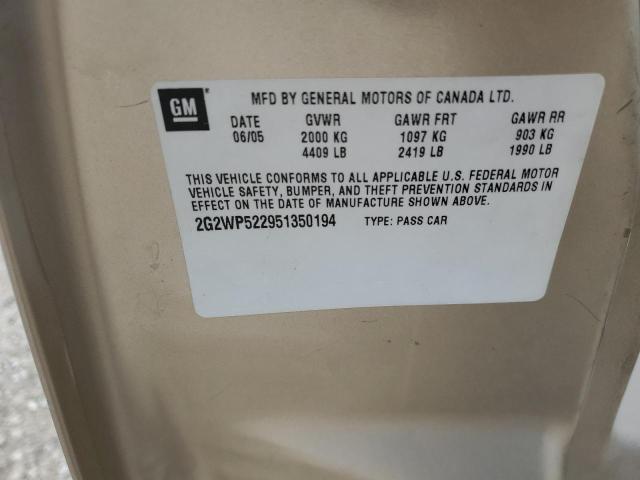 GM
MFD BY GENERAL MOTORS OF CANADA LTD.
DATE GVWR GAWR FRT GAWR RR
06/05 2000 KG 1097 KG 903 KG
4409 LB 2419 LB 1990 LB
THIS VEHICLE CONFORMS TO ALL APPLICABLE U.S. FEDERAL MOTOR
VEHICLE SAFETY, BUMPER, AND THEFT PREVENTION STANDARDS IN
EFFECT ON THE DATE OF MANUFACTURE SHOWN ABOVE.
2G2WP522951350194 TYPE: PASS CAR